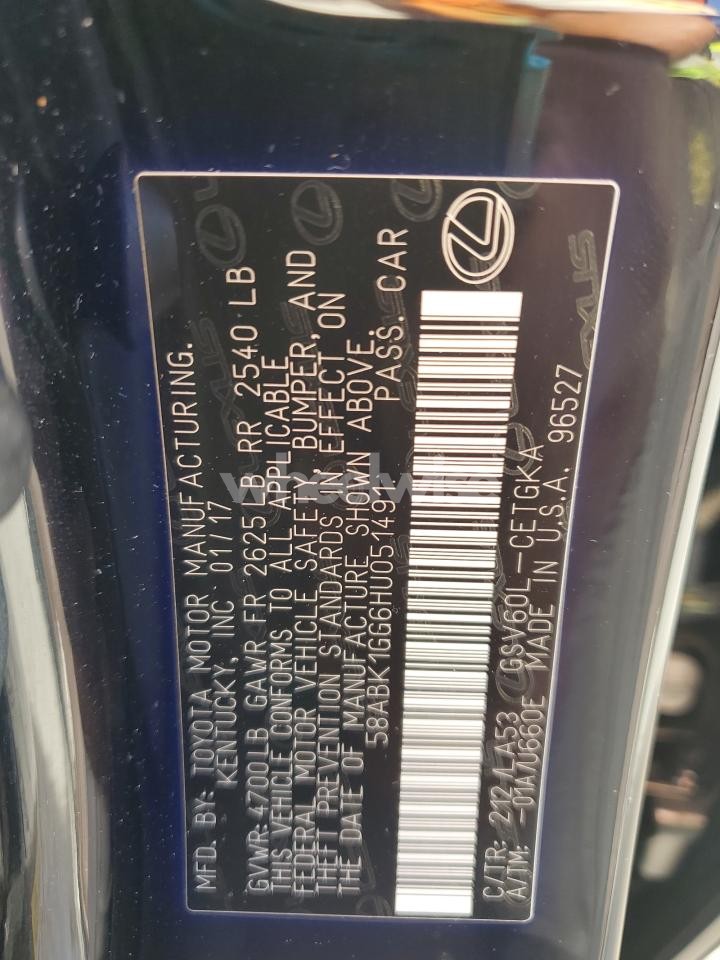 MFD. BY: TOYOTA MOTOR MANUFACTURING.
KENTUCKY, INC 01/17
GVWR 4700LB GAWR FR 2625LB RR 2540 LB
THIS VEHICLE CONFORMS TO ALL APPLICABLE
FEDERAL MOTOR VEHICLE SAFETY, BUMPER, AND
THEFT PREVENTION STANDARDS IN EFFECT ON
THE DATE OF MANUFACTURE SHOWN ABOVE.
58ABK1GG6HU05149 PASS. CAR
C/TR: 212 LA53 GSV60L-CETGKA
A/TM: -01A/U660E MADE IN U.S.A. 96527
wheelwise